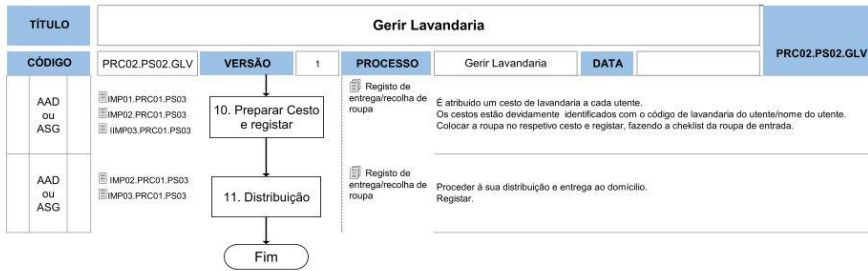 TÍTULO
Gerir Lavandaria
PRC02.PS02.GLV
CÓDIGO
PRC02.PS02.GLV
VERSÃO
1
PROCESSO
Gerir Lavandaria
DATA
AAD
ou
ASG
IMP01.PRC01.PS03
IMP02.PRC01.PS03
IIMP03.PRC01.PS03
10. Preparar Cesto
e registar
Registo de
entrega/recolha de
roupa
É atribuido um cesto de lavandaria a cada utente.
Os cestos estão devidamente identificados com o código de lavandaria do utente/nome do utente.
Colocar a roupa no respetivo cesto e registar, fazendo a cheklist da roupa de entrada.
AAD
ou
ASG
IMP02.PRC01.PS03
IMP03.PRC01.PS03
11. Distribuição
Registo de
entrega/recolha de
roupa
Proceder à sua distribuição e entrega ao domicílio.
Registar.
Fim